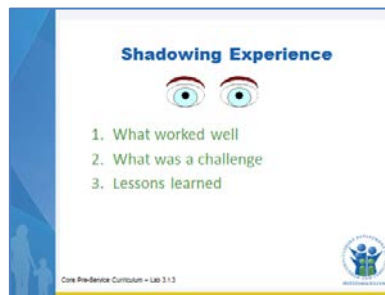 Shadowing Experience
1. What worked well
2. What was a challenge
3. Lessons learned
Core Pre-Service Curriculum – Lab 3.1.3